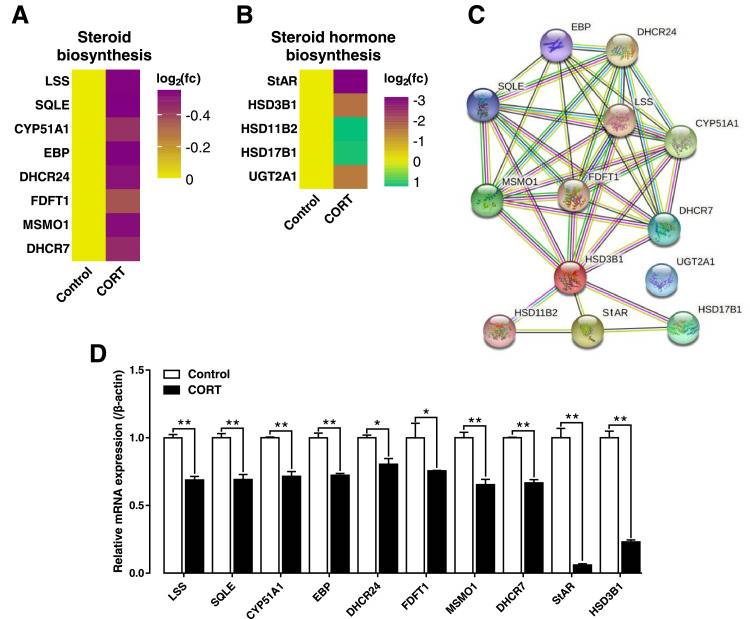 A
Steroid
biosynthesis
log2(fc)
LSS
SQLE
CYP51A1
EBP
DHCR24
FDFT1
MSMO1
DHCR7
-0.4
-0.2
0
Control
CORT
B
Steroid hormone
biosynthesis
log2(fc)
StAR
HSD3B1
HSD11B2
HSD17B1
UGT2A1
-3
-2
-1
0
1
Control
CORT
C
EBP
DHCR24
SQLE
LSS
CYP51A1
MSMO1
FDFT1
DHCR7
HSD3B1
UGT2A1
HSD11B2
StAR
HSD17B1
D
Relative mRNA expression (/β-actin)
1.5
1.0
0.5
0.0
Control
CORT
** ** ** ** * * ** ** ** **
LSS
SQLE
CYP51A1
EBP
DHCR24
FDFT1
MSMO1
DHCR7
StAR
HSD3B1